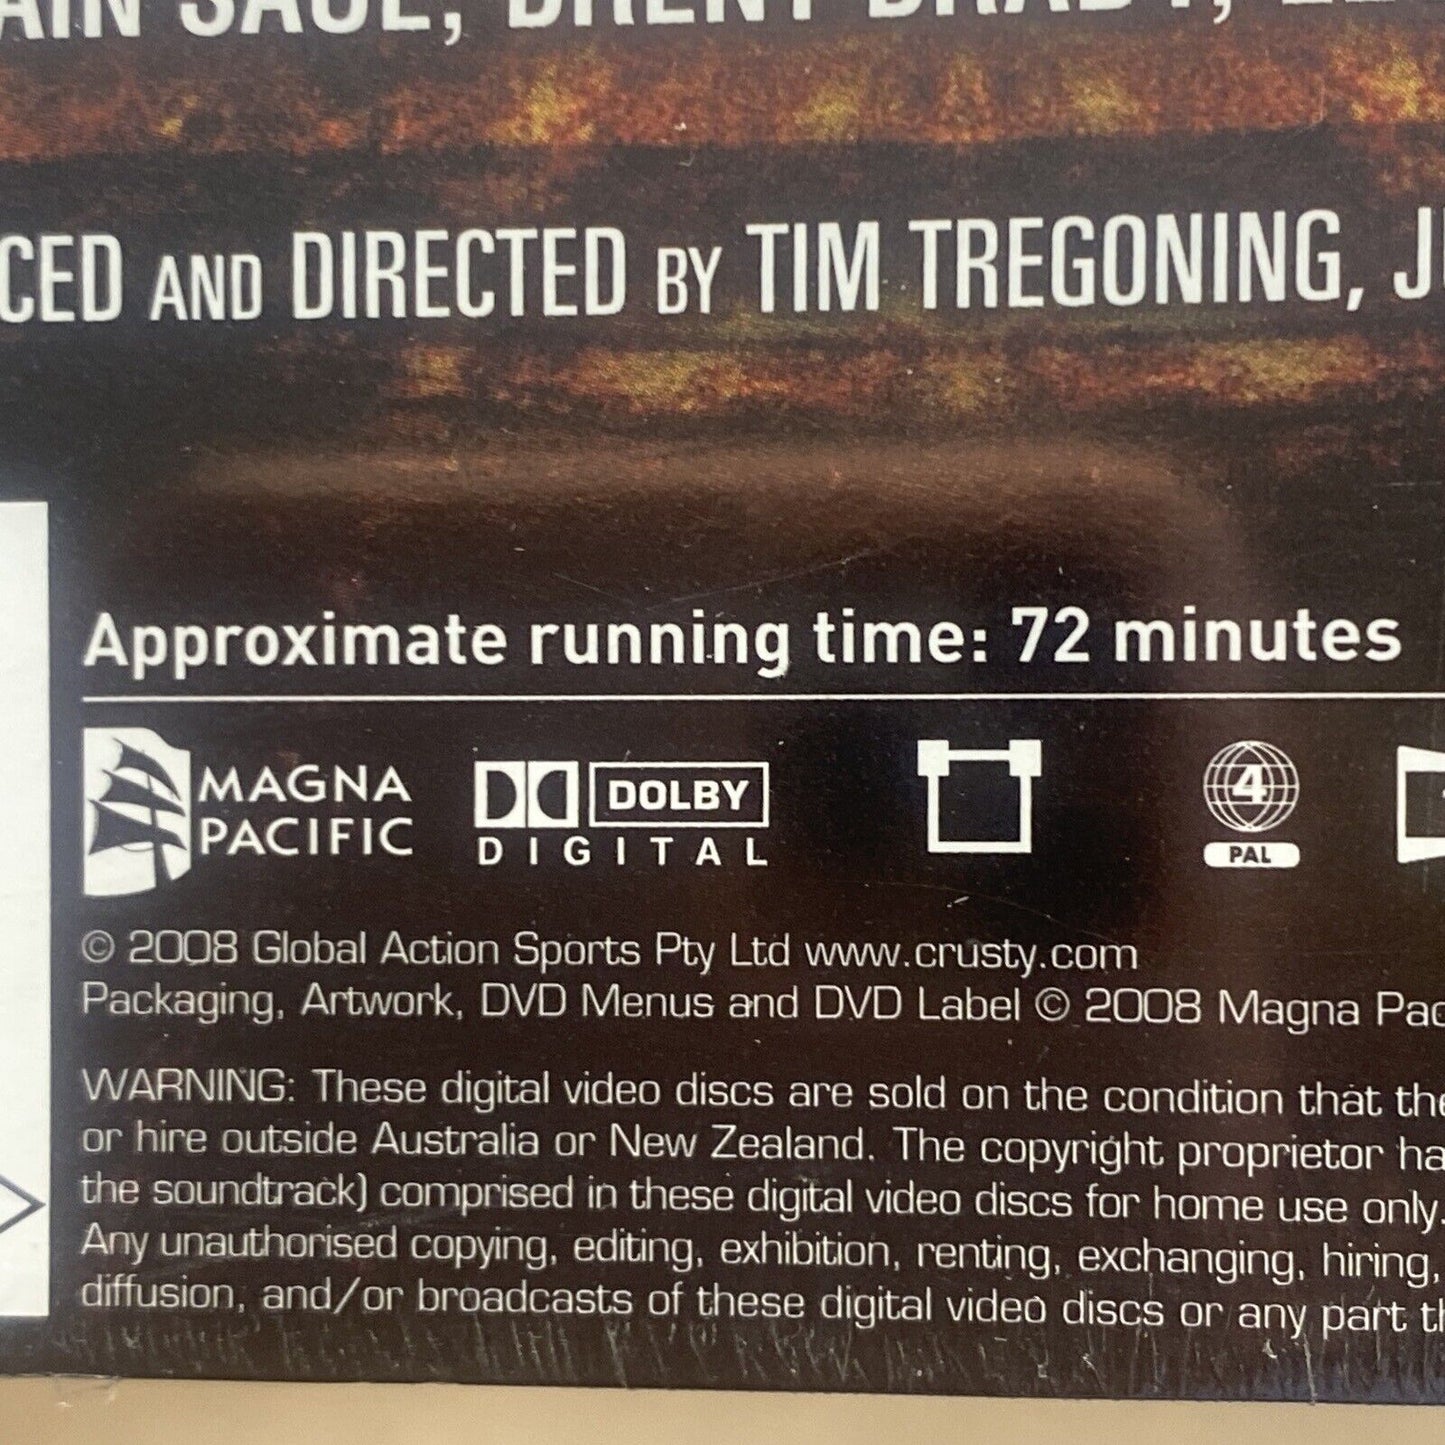 DIRECTED BY TIM TREGONING,
AND
Approximate running time: 72 minutes
MAGNA
PACIFIC
DOLBY
DIGITAL
4
PAL
© 2008 Global Action Sports Pty Ltd www.crusty.com
Packaging, Artwork, DVD Menus and DVD Label © 2008 Magna
WARNING: These digital video discs are sold on the condition that
or hire outside Australia or New Zealand. The copyright proprietor
the soundtrack) comprised in these digital video discs for home use only.
Any unauthorised copying, editing, exhibition, renting, exchanging, hiring,
diffusion, and/or broadcasts of these digital video discs or any part